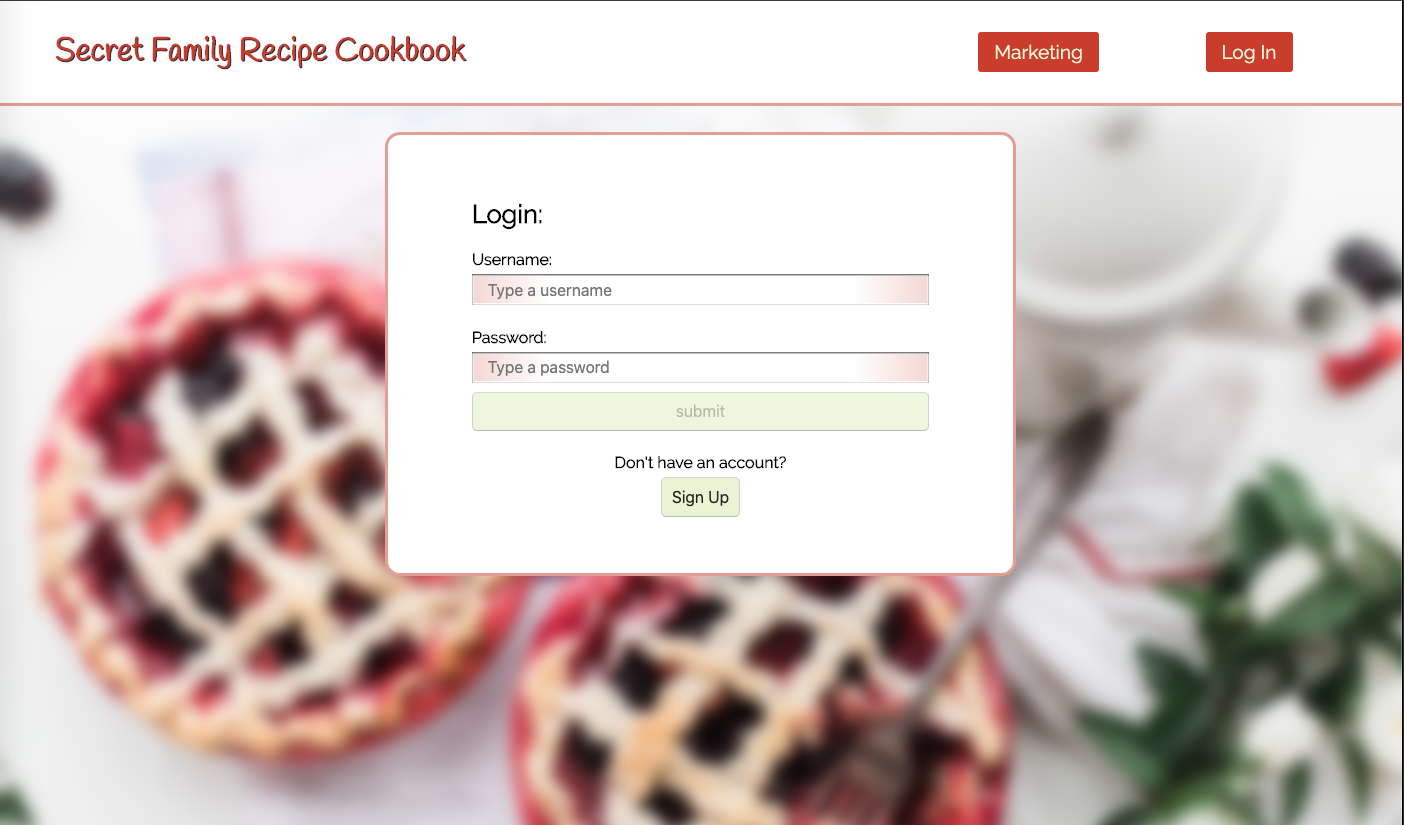 Secret Family Recipe Cookbook
Marketing
Log In
Login:
Username:
Type a username
Password:
Type a password
submit
Don't have an account?
Sign Up